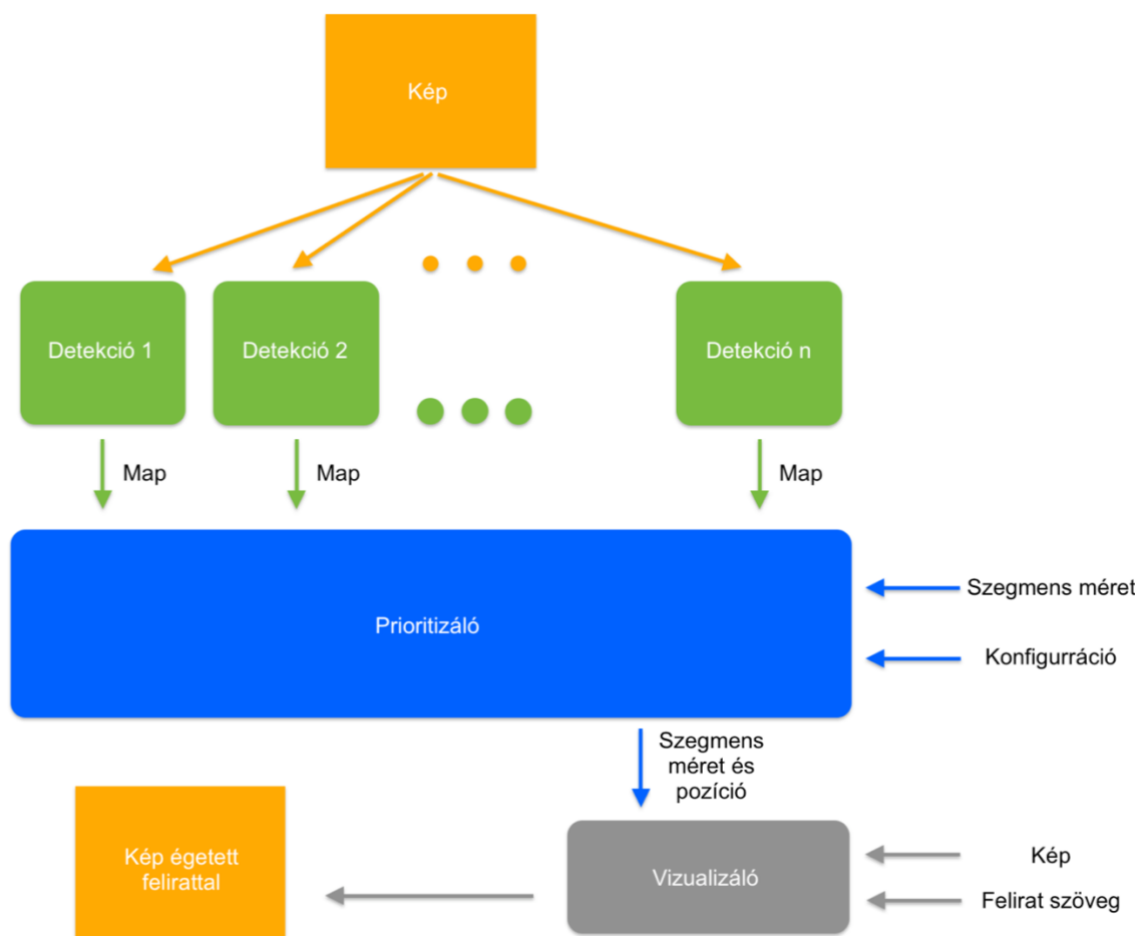 Kép
Detekció 1
Detekció 2
Detekció n
Map
Map
Map
Prioritizáló
Szegmens méret
Konfigurráció
Szegmens
méret és
pozíció
Kép égetett
felirattal
Vizualizáló
Kép
Felirat szöveg